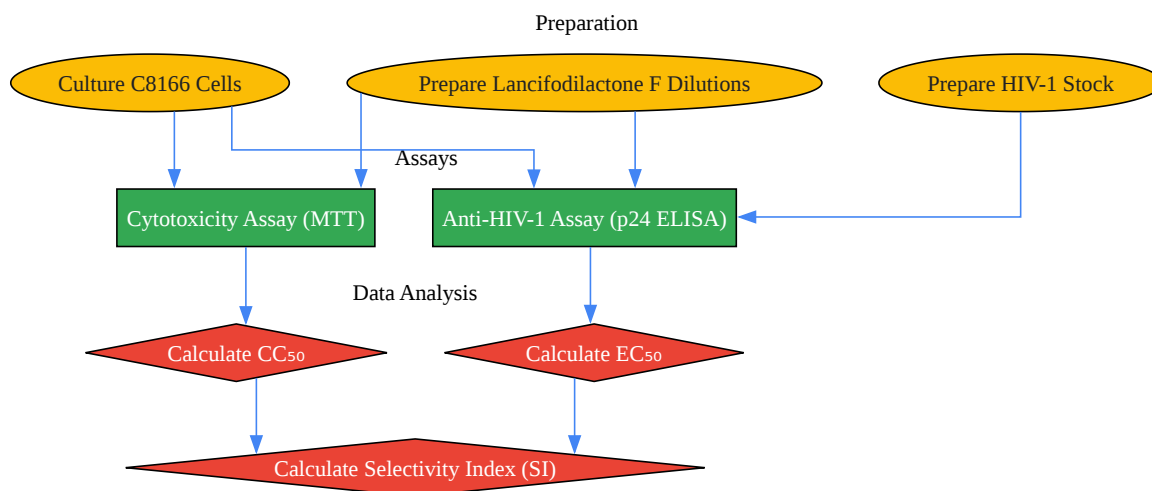 Preparation
Culture C8166 Cells
Prepare Lancifodilactone F Dilutions
Prepare HIV-1 Stock
Assays
Cytotoxicity Assay (MTT)
Anti-HIV-1 Assay (p24 ELISA)
Data Analysis
Calculate CC₅₀
Calculate EC₅₀
Calculate Selectivity Index (SI)